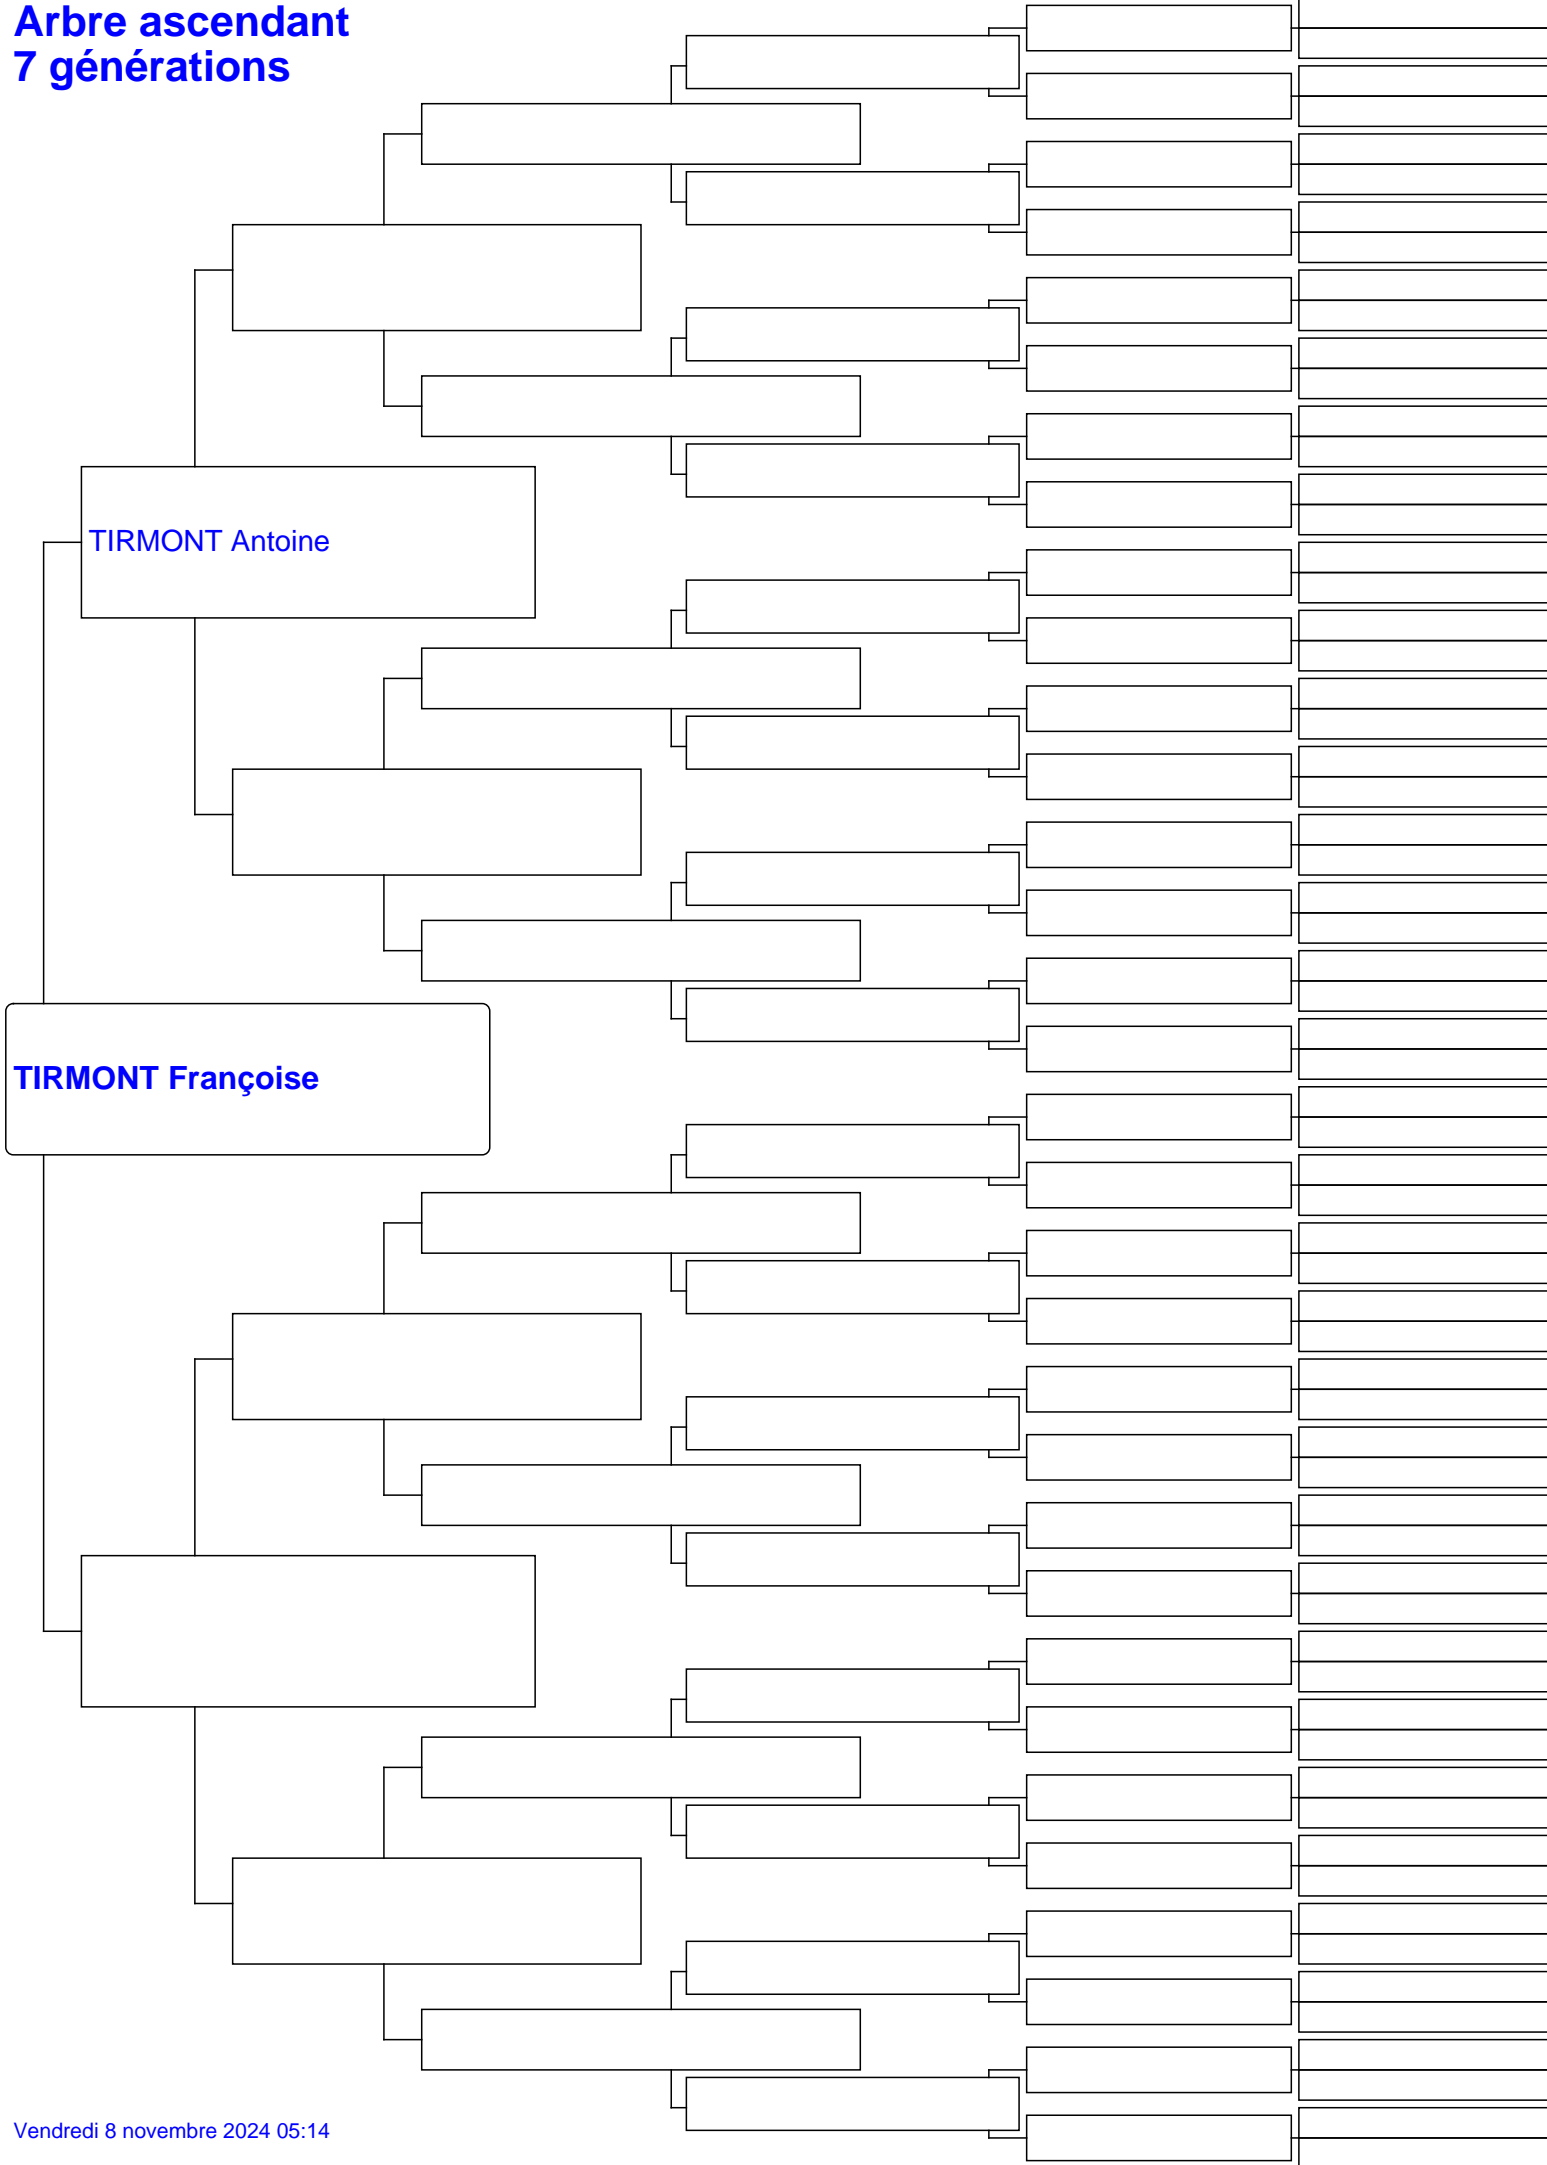 Arbre ascendant
7 générations
TIRMONT Antoine
TIRMONT Françoise
Vendredi 8 novembre 2024 05:14